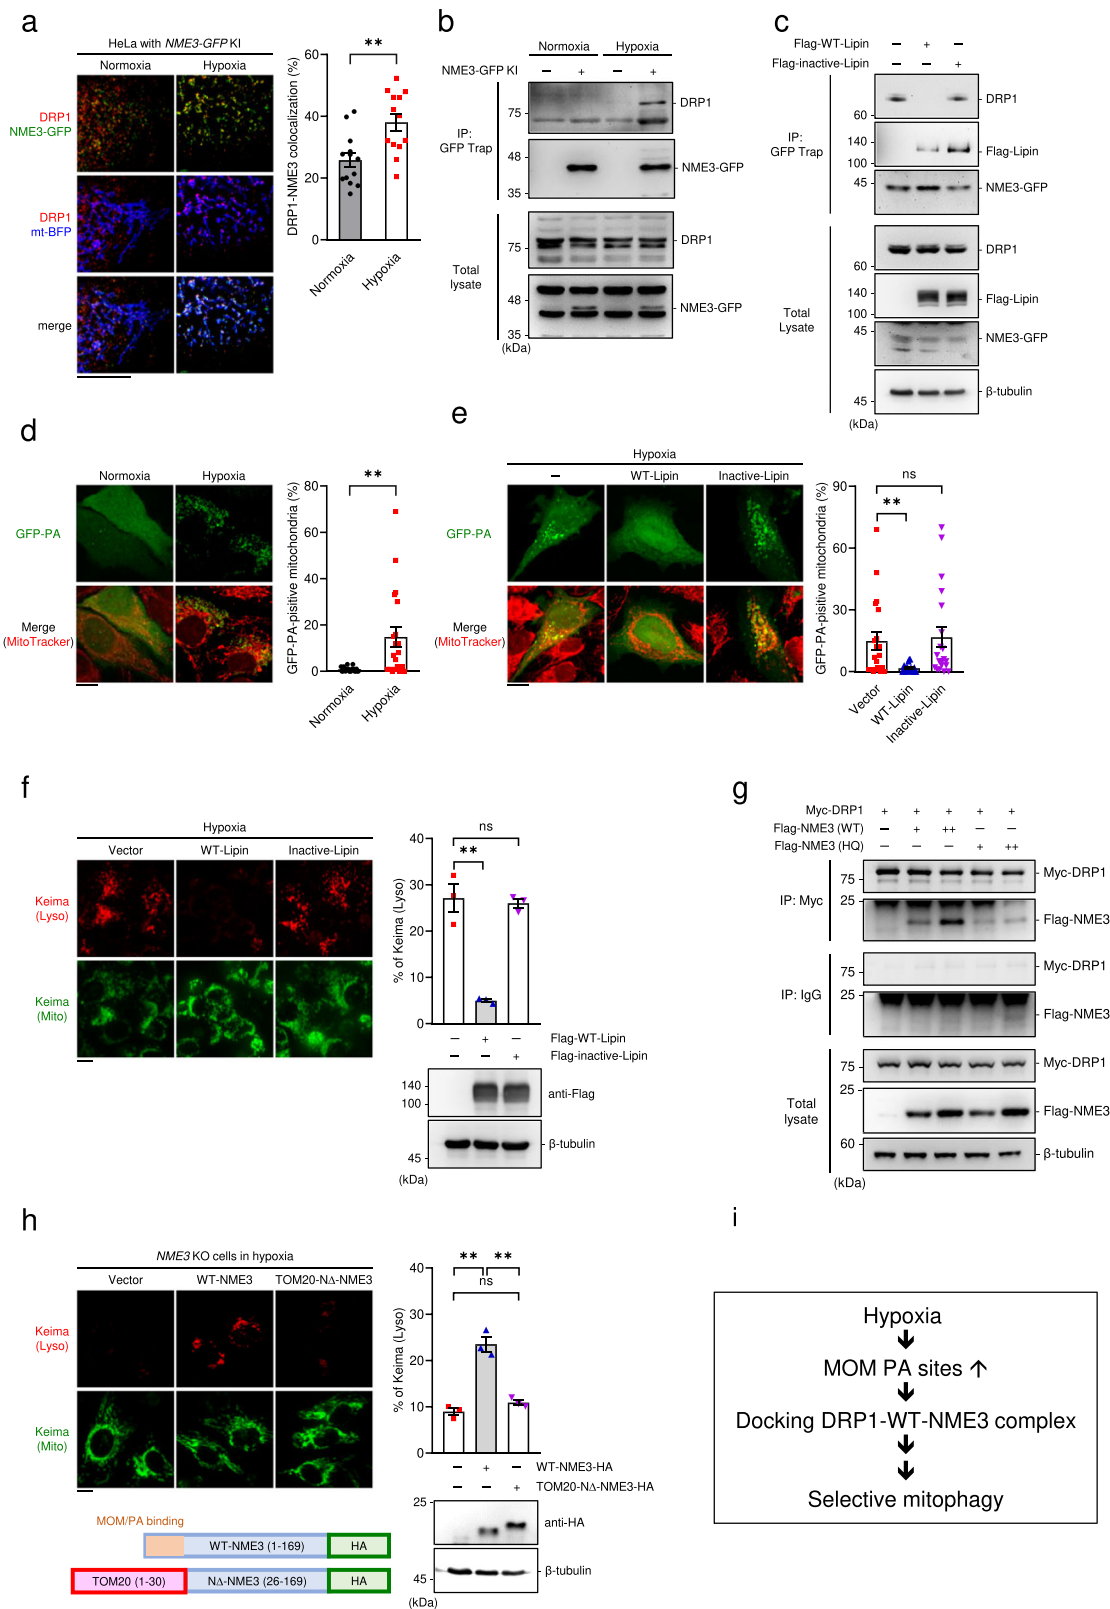 a
HeLa with NME3-GFP KI
Normoxia Hypoxia
DRP1
NME3-GFP
DRP1
mt-BFP
merge
DRP1-NME3 colocalization (%)
60
40
20
0
**
Normoxia
Hypoxia
b
Normoxia Hypoxia
NME3-GFP KI − + − +
IP:
GFP Trap
75
48
35
DRP1
NME3-GFP
Total
lysate
75
48
35
(kDa)
DRP1
NME3-GFP
c
Flag-WT-Lipin − + −
Flag-inactive-Lipin − − +
IP:
GFP Trap
60
140
100
45
DRP1
Flag-Lipin
NME3-GFP
Total
Lysate
60
140
100
45
45
(kDa)
DRP1
Flag-Lipin
NME3-GFP
β-tubulin
d
Normoxia Hypoxia
GFP-PA
Merge
(MitoTracker)
GFP-PA-pisitive mitochondria (%)
80
60
40
20
0
**
Normoxia
Hypoxia
e
Hypoxia
− WT-Lipin Inactive-Lipin
GFP-PA
Merge
(MitoTracker)
GFP-PA-pisitive mitochondria (%)
90
60
30
0
ns
**
Vector
WT-Lipin
Inactive-Lipin
f
Hypoxia
Vector WT-Lipin Inactive-Lipin
Keima
(Lyso)
Keima
(Mito)
% of Keima (Lyso)
40
30
20
10
0
ns
**
− + − Flag-WT-Lipin
− − + Flag-inactive-Lipin
140
100
anti-Flag
45
β-tubulin
(kDa)
g
Myc-DRP1 + + + + +
Flag-NME3 (WT) − + ++ − −
Flag-NME3 (HQ) − − − + ++
IP: Myc
75
25
Myc-DRP1
Flag-NME3
IP: IgG
75
25
Myc-DRP1
Flag-NME3
Total
lysate
75
25
60
(kDa)
Myc-DRP1
Flag-NME3
β-tubulin
h
NME3 KO cells in hypoxia
Vector WT-NME3 TOM20-NΔ-NME3
Keima
(Lyso)
Keima
(Mito)
% of Keima (Lyso)
40
30
20
10
0
** **
ns
− + − WT-NME3-HA
− − + TOM20-NΔ-NME3-HA
25
anti-HA
45
β-tubulin
(kDa)
MOM/PA binding
WT-NME3 (1-169) HA
TOM20 (1-30) NΔ-NME3 (26-169) HA
i
Hypoxia
↓
MOM PA sites ↑
↓
Docking DRP1-WT-NME3 complex
↓
↓
Selective mitophagy